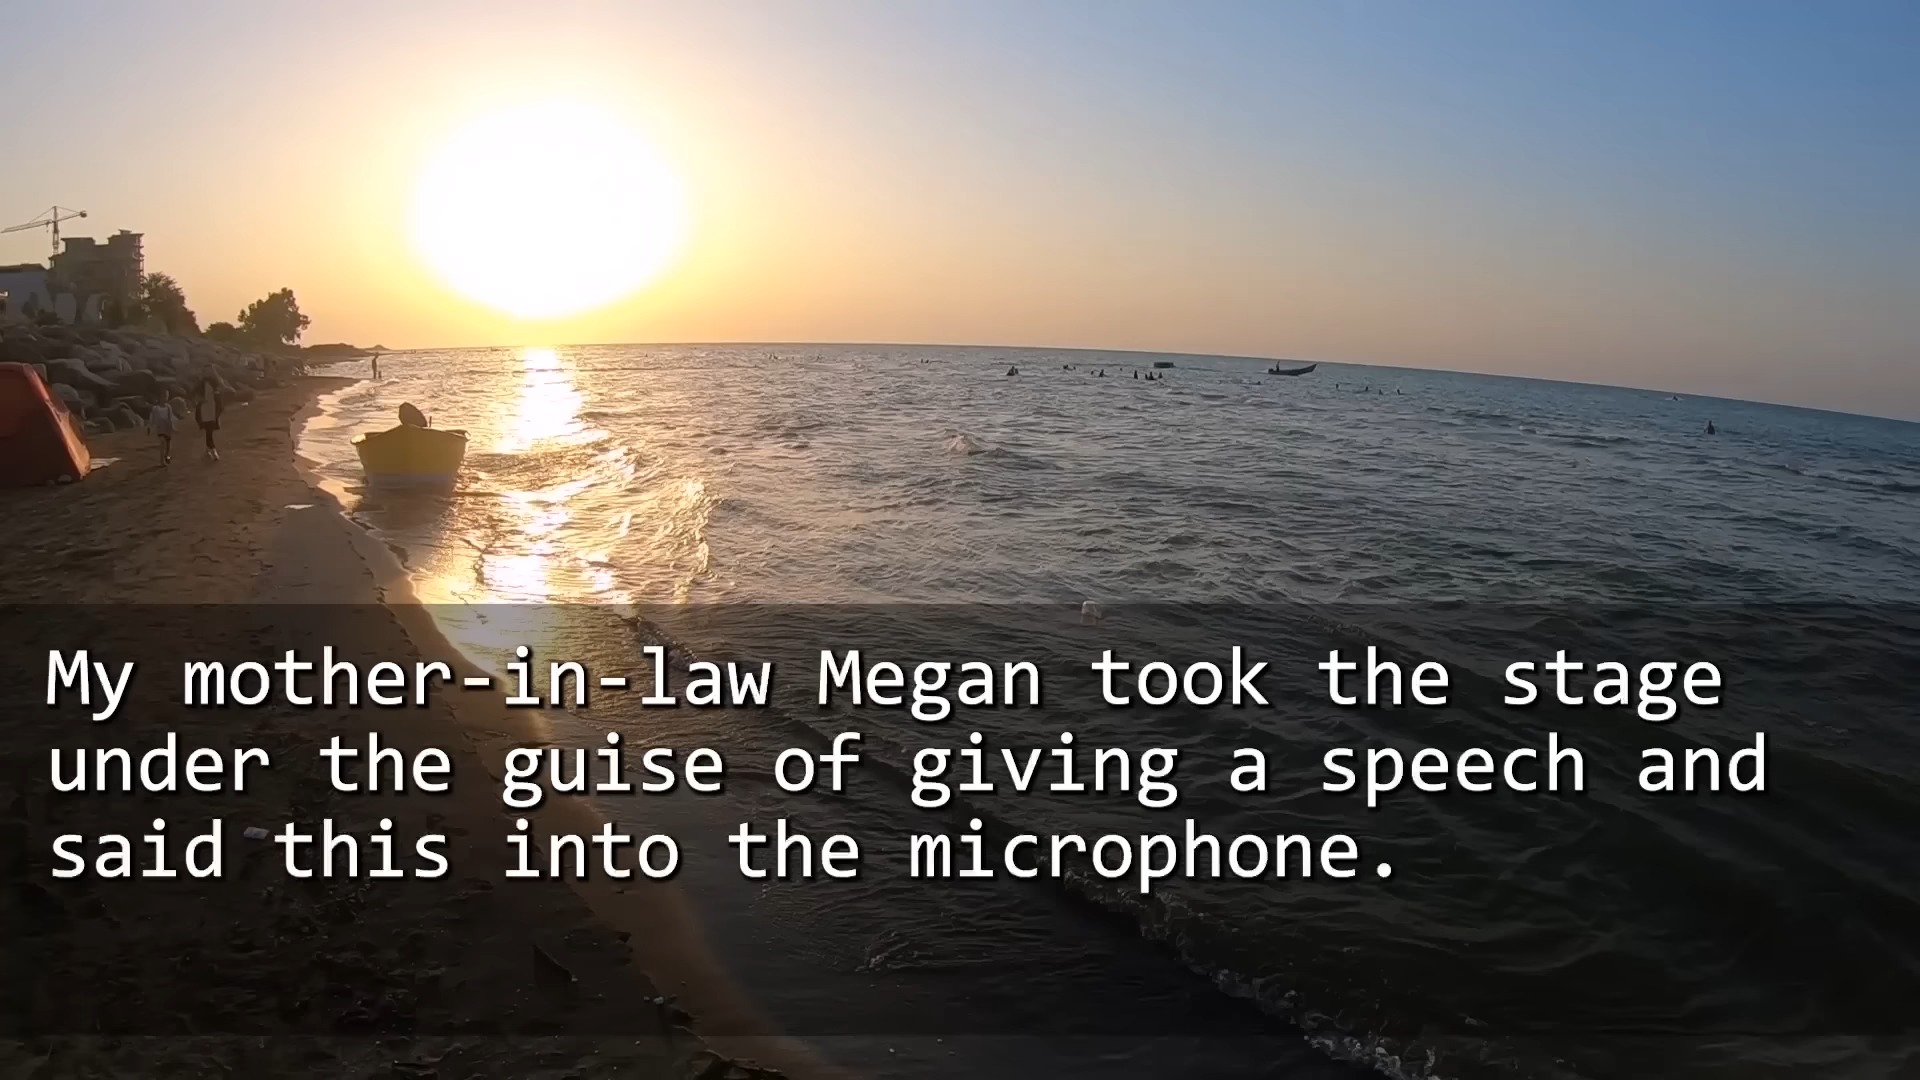 My mother-in-law Megan took the stage
under the guise of giving a speech and
said this into the microphone.